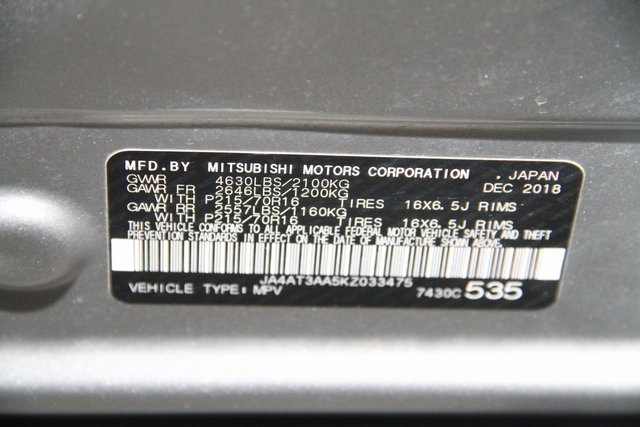 MFD.BY MITSUBISHI MOTORS CORPORATION , JAPAN
GVWR 4630LBS/2100KG DEC 2018
GAWR FR 2646LBS/1200KG
WITH P215/70R16 TIRES 16X6.5J RIMS
GAWR RR 2557LBS/1160KG
WITH P215/70R16 TIRES 16X6.5J RIMS
THIS VEHICLE CONFORMS TO ALL APPLICABLE FEDERAL MOTOR VEHICLE SAFETY AND THEFT
PREVENTION STANDARDS IN EFFECT ON THE DATE OF MANUFACTURE SHOWN ABOVE.
JA4AT3AA5KZ033475
VEHICLE TYPE:MPV 7430C 535